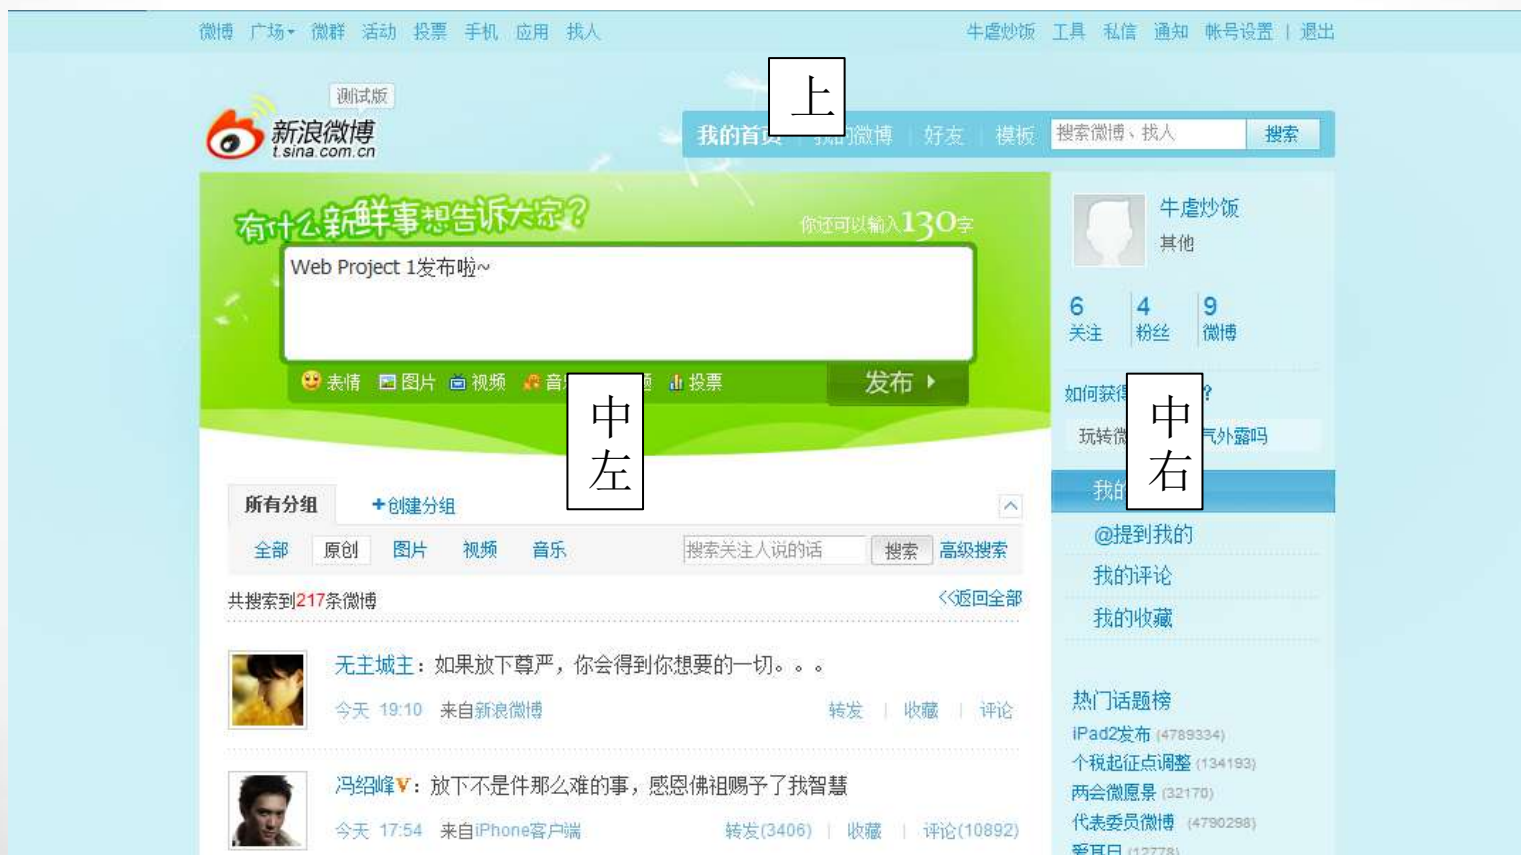 微博 广场 微群 活动 投票 手机 应用 找人
牛虐炒饭 工具 私信 通知 帐号设置 | 退出
测试版
新浪微博
t.sina.com.cn
上
我的首页 | 的微博 | 好友 | 模板
搜索微博、找人 搜索
有什么新鲜事想告诉大家?
你还可以输入130字
Web Project 1发布啦~
表情 图片 视频 音 题 投票
发布
中
左
牛虐炒饭
其他
6 4 9
关注 粉丝 微博
如何获得 ?
玩转微 气外露吗
中
右
我的
@提到我的
我的评论
我的收藏
所有分组 +创建分组
全部 原创 图片 视频 音乐 搜索关注人说的话 搜索 高级搜索
共搜索到217条微博 <<返回全部
无主城主:如果放下尊严,你会得到你想要的一切。。。
今天 19:10 来自新浪微博 转发 | 收藏 | 评论
冯绍峰V:放下不是件那么难的事,感恩佛祖赐予了我智慧
今天 17:54 来自iPhone客户端 转发(3406) | 收藏 | 评论(10892)
热门话题榜
iPad2发布 (4789334)
个税起征点调整 (134193)
两会微愿景 (32170)
代表委员微博 (4790298)
爱耳日 (12778)